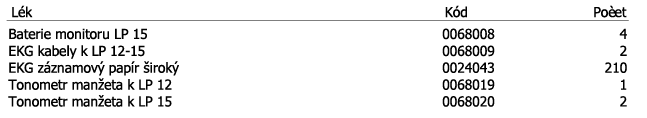 Lék Kód Poèet
Baterie monitoru LP 15 0068008 4
EKG kabely k LP 12-15 0068009 2
EKG záznamový papír široký 0024043 210
Tonometr manžeta k LP 12 0068019 1
Tonometr manžeta k LP 15 0068020 2